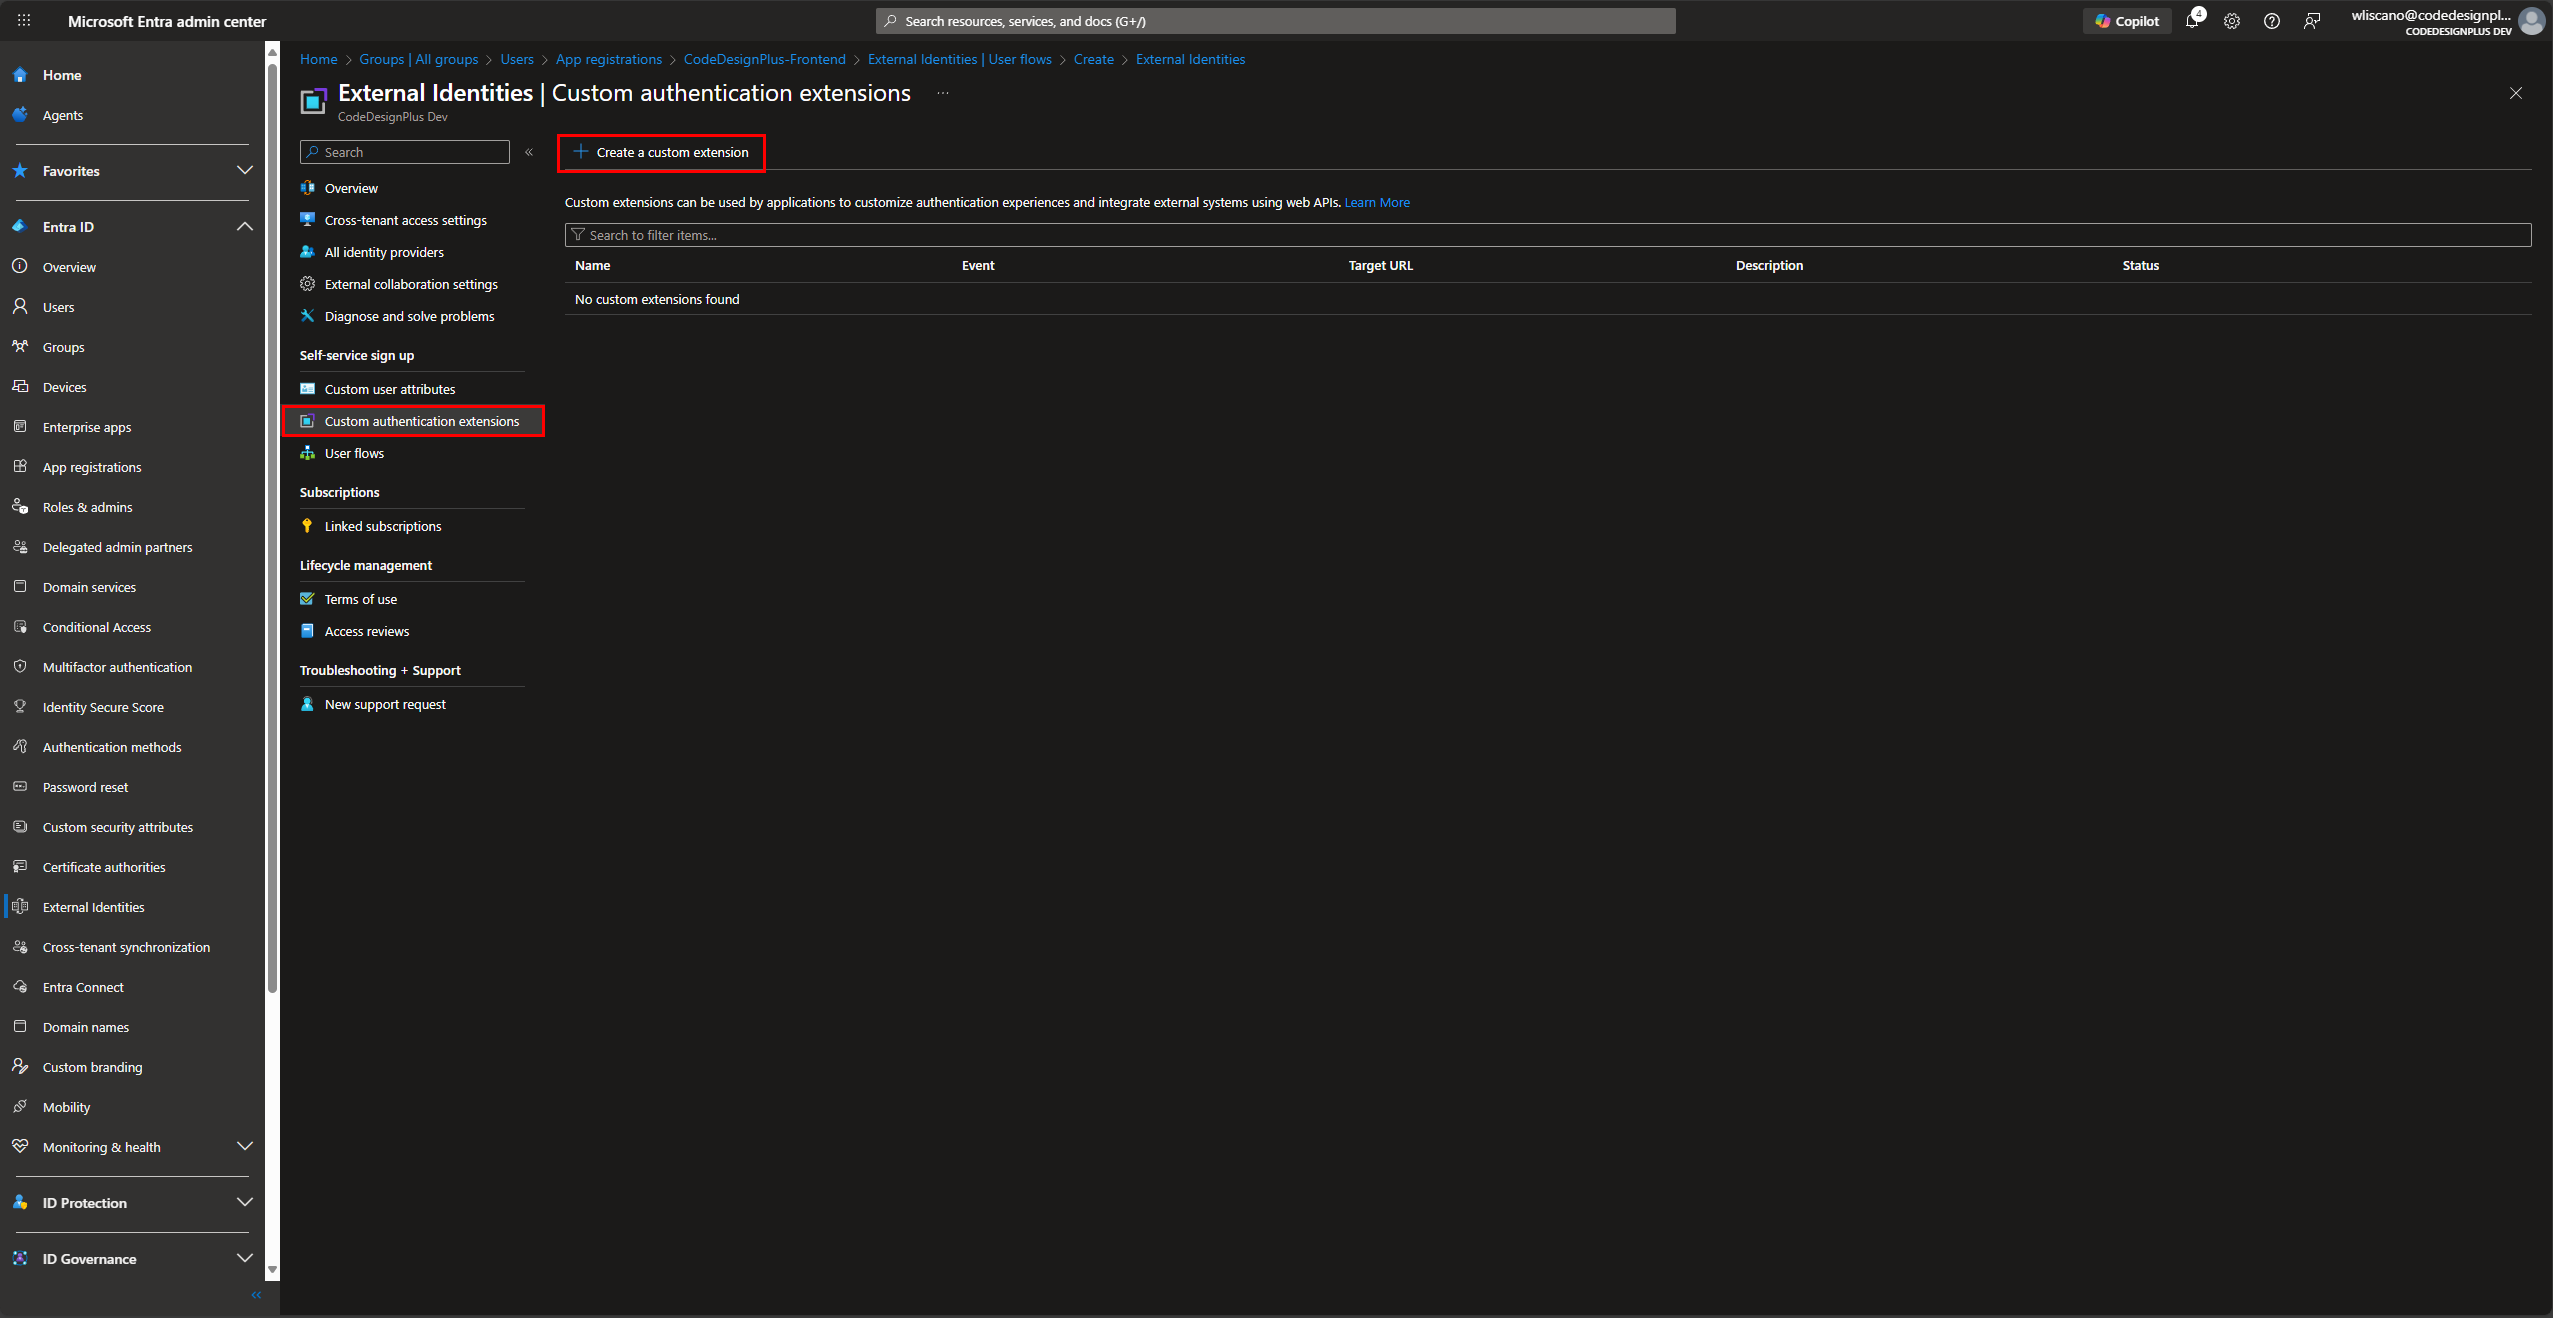 Microsoft Entra admin center
Search resources, services, and docs (G+/)
Copilot
4
wliscano@codedesignpl...
CODEDESIGNPLUS DEV
Home
Agents
Favorites
Entra ID
Overview
Users
Groups
Devices
Enterprise apps
App registrations
Roles & admins
Delegated admin partners
Domain services
Conditional Access
Multifactor authentication
Identity Secure Score
Authentication methods
Password reset
Custom security attributes
Certificate authorities
External Identities
Cross-tenant synchronization
Entra Connect
Domain names
Custom branding
Mobility
Monitoring & health
ID Protection
ID Governance
Home > Groups | All groups > Users > App registrations > CodeDesignPlus-Frontend > External Identities | User flows > Create > External Identities
External Identities | Custom authentication extensions ...
CodeDesignPlus Dev
Search
Overview
Cross-tenant access settings
All identity providers
External collaboration settings
Diagnose and solve problems
Self-service sign up
Custom user attributes
Custom authentication extensions
User flows
Subscriptions
Linked subscriptions
Lifecycle management
Terms of use
Access reviews
Troubleshooting + Support
New support request
Create a custom extension
Custom extensions can be used by applications to customize authentication experiences and integrate external systems using web APIs. Learn More
Search to filter items...
Name Event Target URL Description Status
No custom extensions found